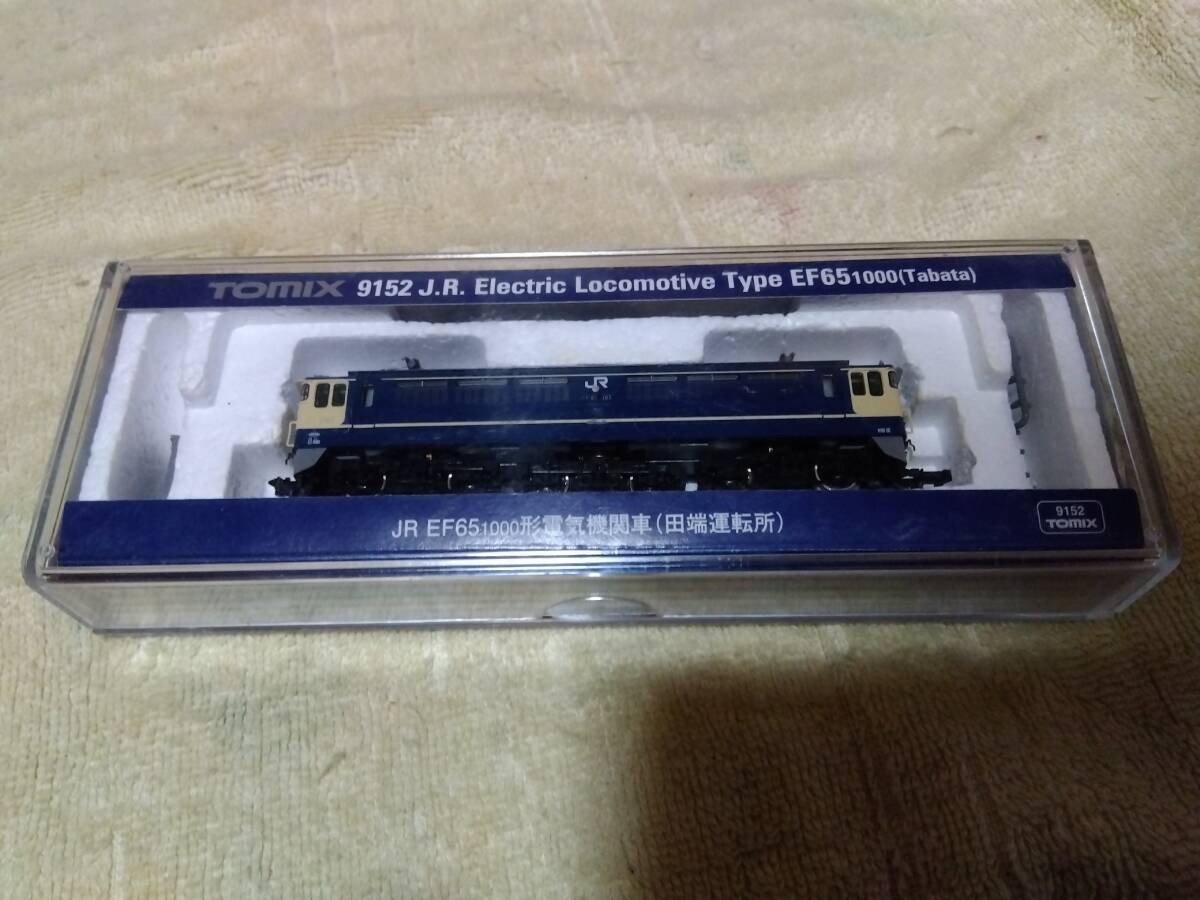 TOMIX 9152 J.R. Electric Locomotive Type EF651000(Tabata)
JR
JR EF651000形電気機関車(田端運転所)
9152
TOMIX